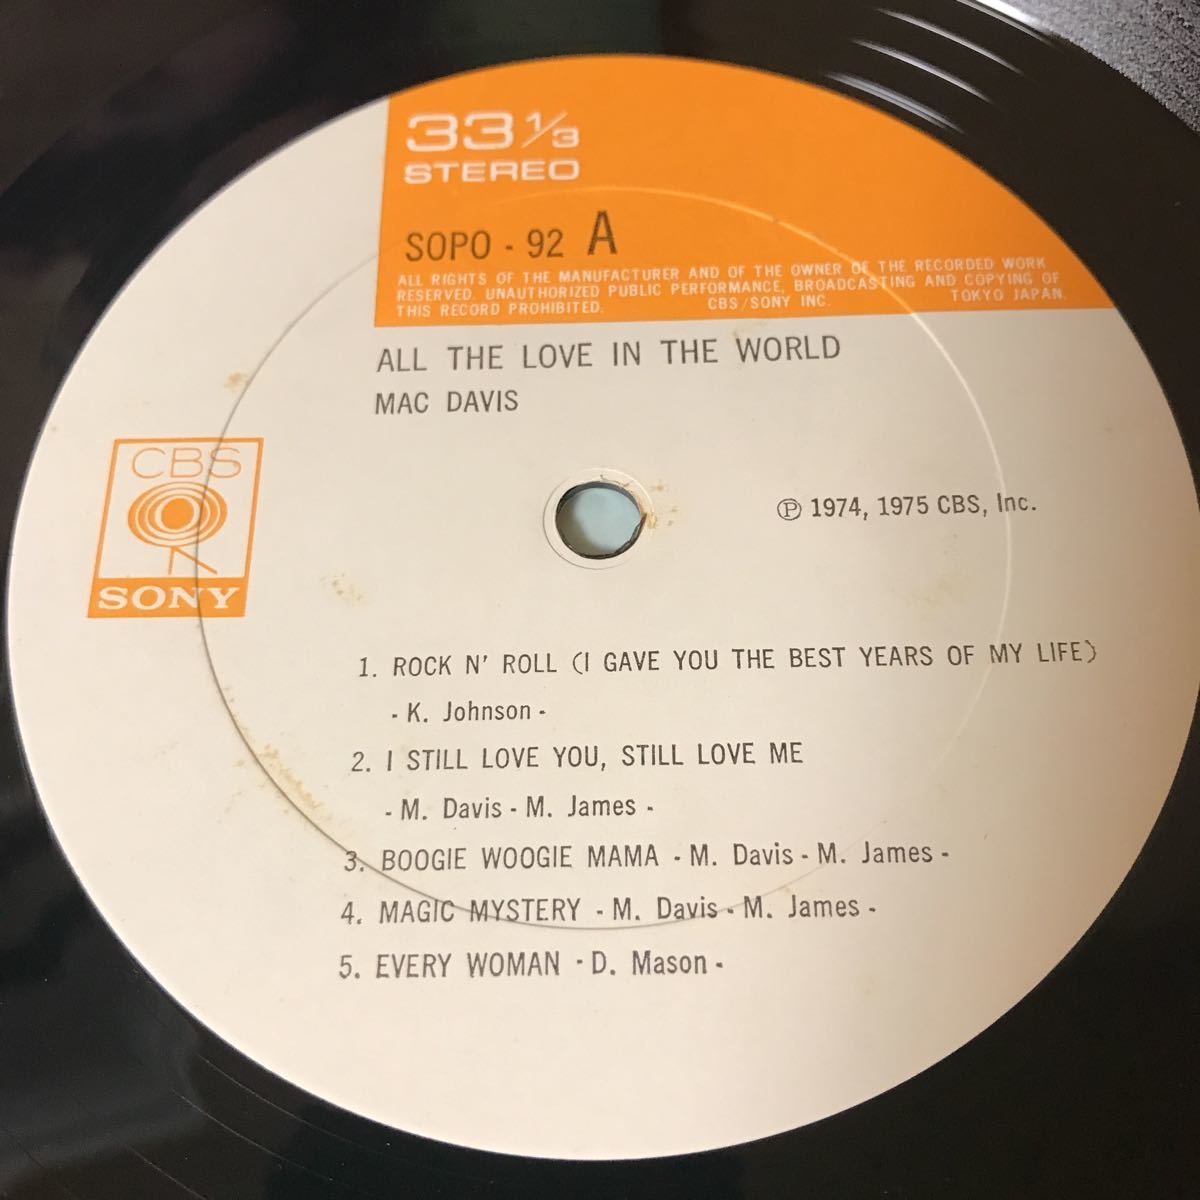 33 1/3
STEREO
SOPO - 92 A
ALL RIGHTS OF THE MANUFACTURER AND OF THE OWNER OF THE RECORDED WORK
RESERVED. UNAUTHORIZED PUBLIC PERFORMANCE, BROADCASTING AND COPYING OF
THIS RECORD PROHIBITED. CBS/SONY INC. TOKYO JAPAN.
ALL THE LOVE IN THE WORLD
MAC DAVIS
CBS
SONY
Ⓟ 1974, 1975 CBS, Inc.
1. ROCK N' ROLL (I GAVE YOU THE BEST YEARS OF MY LIFE)
- K. Johnson -
2. I STILL LOVE YOU, STILL LOVE ME
- M. Davis - M. James -
3. BOOGIE WOOGIE MAMA - M. Davis - M. James -
4. MAGIC MYSTERY - M. Davis - M. James -
5. EVERY WOMAN - D. Mason -